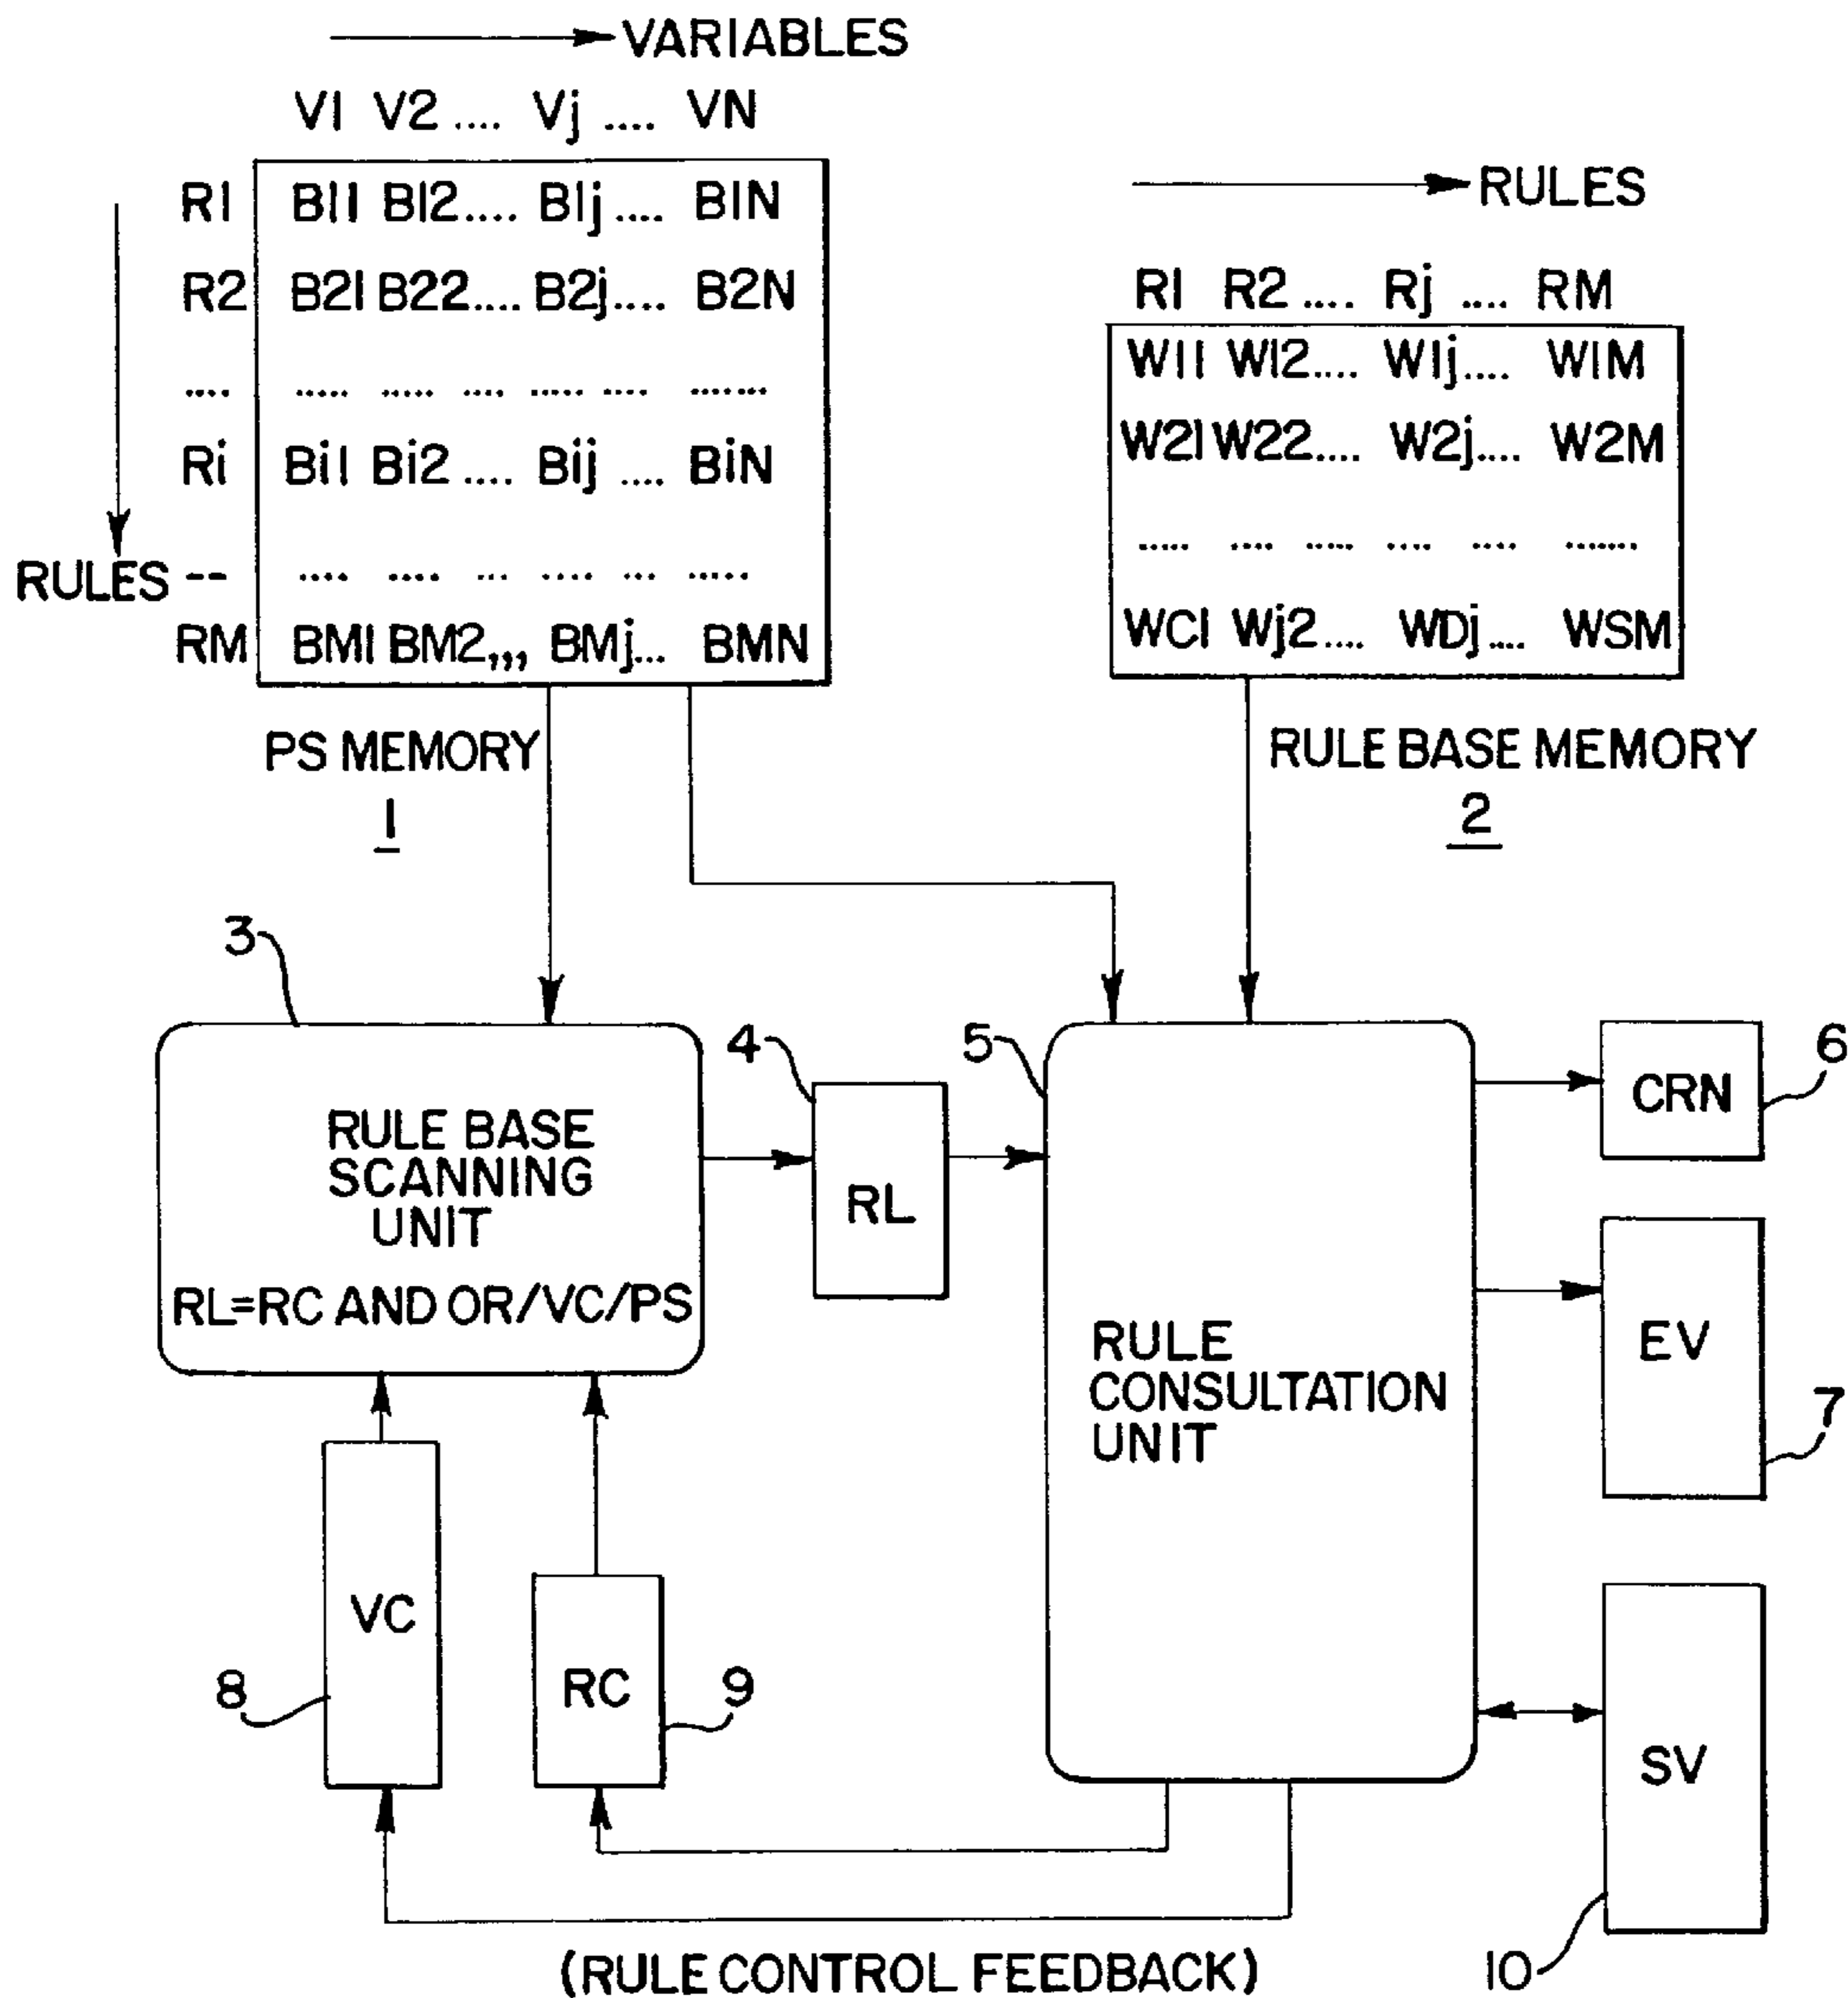 VARIABLES
V1 V2 .... Vj .... VN
R1 B11 B12.... B1j .... B1N
R2 B21 B22.... B2j.... B2N
.... ..... ..... .... ..... .... .......
Ri Bi1 Bi2 .... Bij .... BiN
RULES -- .... .... ... .... ... .....
RM BM1 BM2,,, BMj... BMN
PS MEMORY
1
RULES
R1 R2 .... Rj .... RM
W11 W12.... W1j.... W1M
W21 W22.... W2j.... W2M
..... .... ..... .... .... .......
WC1 Wj2.... WDj.... WSM
RULE BASE MEMORY
2
3
RULE BASE
SCANNING
UNIT
RL=RC AND OR/VC/PS
4
RL
5
RULE
CONSULTATION
UNIT
CRN
6
EV
7
VC
8
RC
9
SV
10
(RULE CONTROL FEEDBACK)